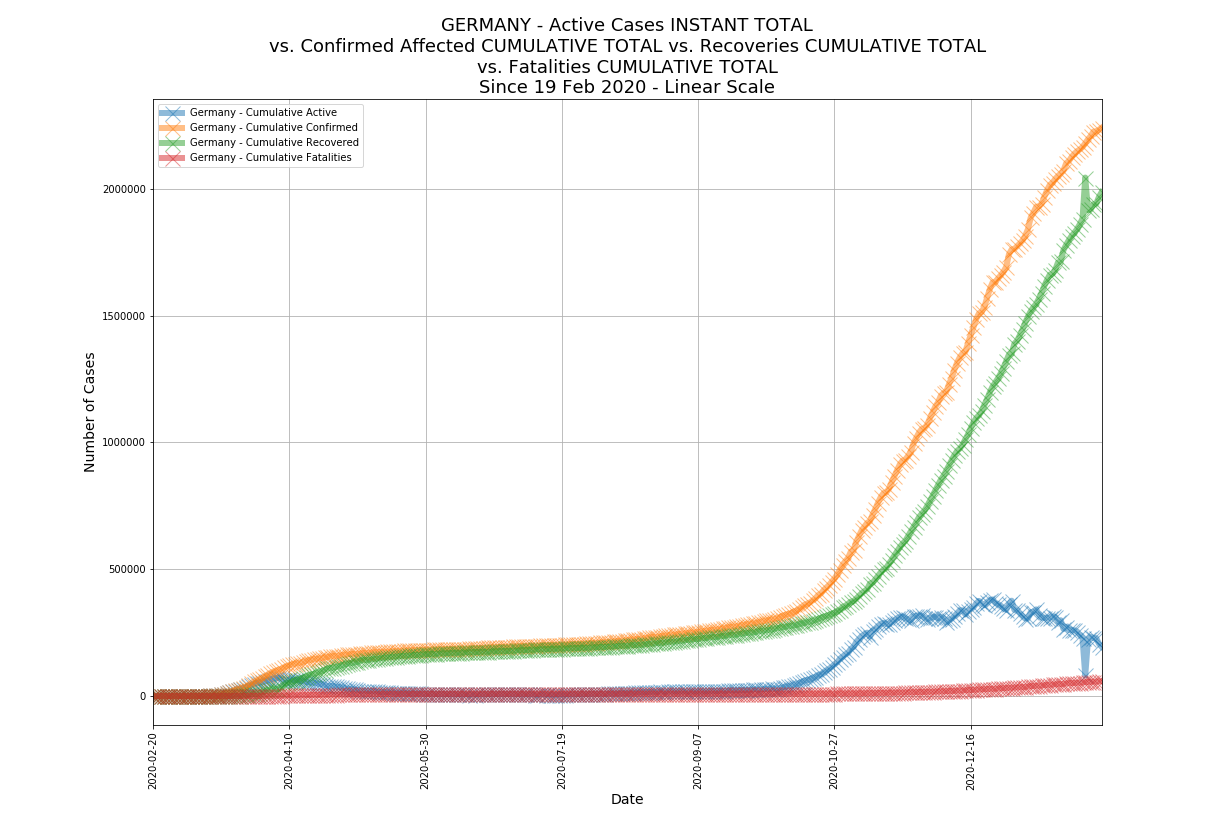 GERMANY - Active Cases INSTANT TOTAL
vs. Confirmed Affected CUMULATIVE TOTAL vs. Recoveries CUMULATIVE TOTAL
vs. Fatalities CUMULATIVE TOTAL
Since 19 Feb 2020 - Linear Scale
Germany - Cumulative Active
Germany - Cumulative Confirmed
Germany - Cumulative Recovered
Germany - Cumulative Fatalities
Number of Cases
2000000
1500000
1000000
500000
0
2020-02-20
2020-04-10
2020-05-30
2020-07-19
2020-09-07
2020-10-27
2020-12-16
Date